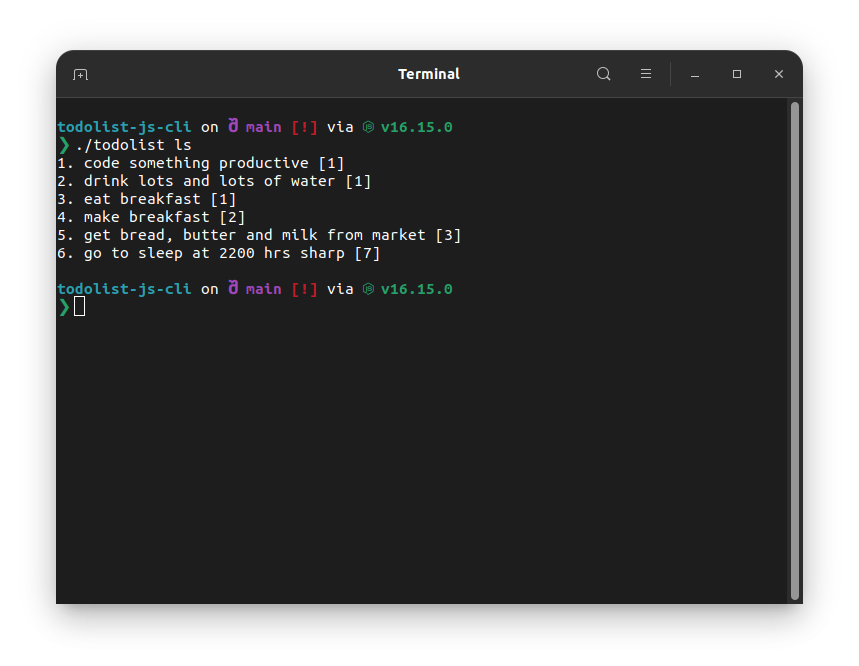 Terminal
todolist-js-cli on ð main [!] via v16.15.0
❯ ./todolist ls
1. code something productive [1]
2. drink lots and lots of water [1]
3. eat breakfast [1]
4. make breakfast [2]
5. get bread, butter and milk from market [3]
6. go to sleep at 2200 hrs sharp [7]
todolist-js-cli on ð main [!] via v16.15.0
❯